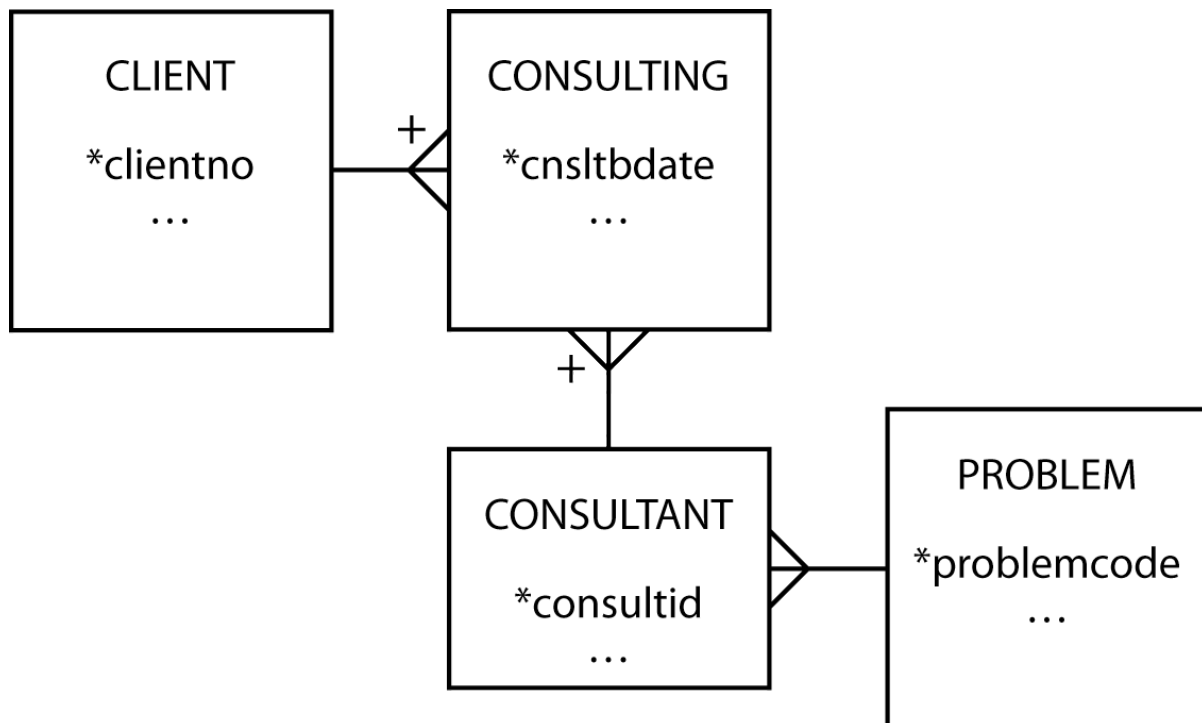 CLIENT
*clientno
...
+
CONSULTING
*cnsltbdate
...
+
CONSULTANT
*consultid
...
PROBLEM
*problemcode
...